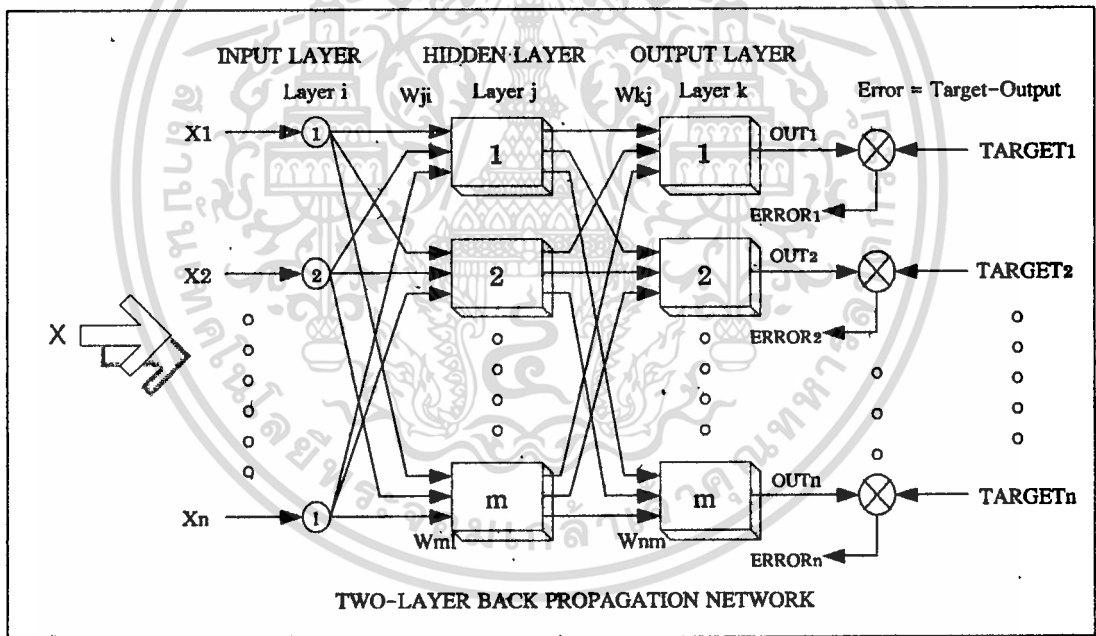 INPUT LAYER HIDDEN LAYER OUTPUT LAYER
Layer i Wji Layer j Wkj Layer k Error = Target-Output
X1 1 1 1 OUT1 TARGET1
ERROR1
X2 2 2 2 OUT2 TARGET2
ERROR2
X
Xn 1 m m OUTn TARGETn
Wml Wnm
ERRORn
TWO-LAYER BACK PROPAGATION NETWORK